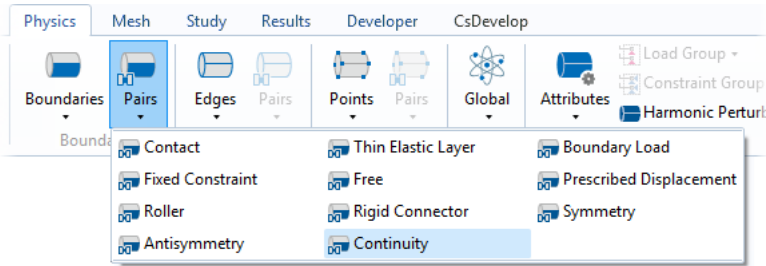 Physics Mesh Study Results Developer CsDevelop
Load Group
Constraint Group
Boundaries Pairs Edges Pairs Points Pairs Global Attributes
Harmonic Perturb
Bounda
Contact Thin Elastic Layer Boundary Load
Fixed Constraint Free Prescribed Displacement
Roller Rigid Connector Symmetry
Antisymmetry Continuity